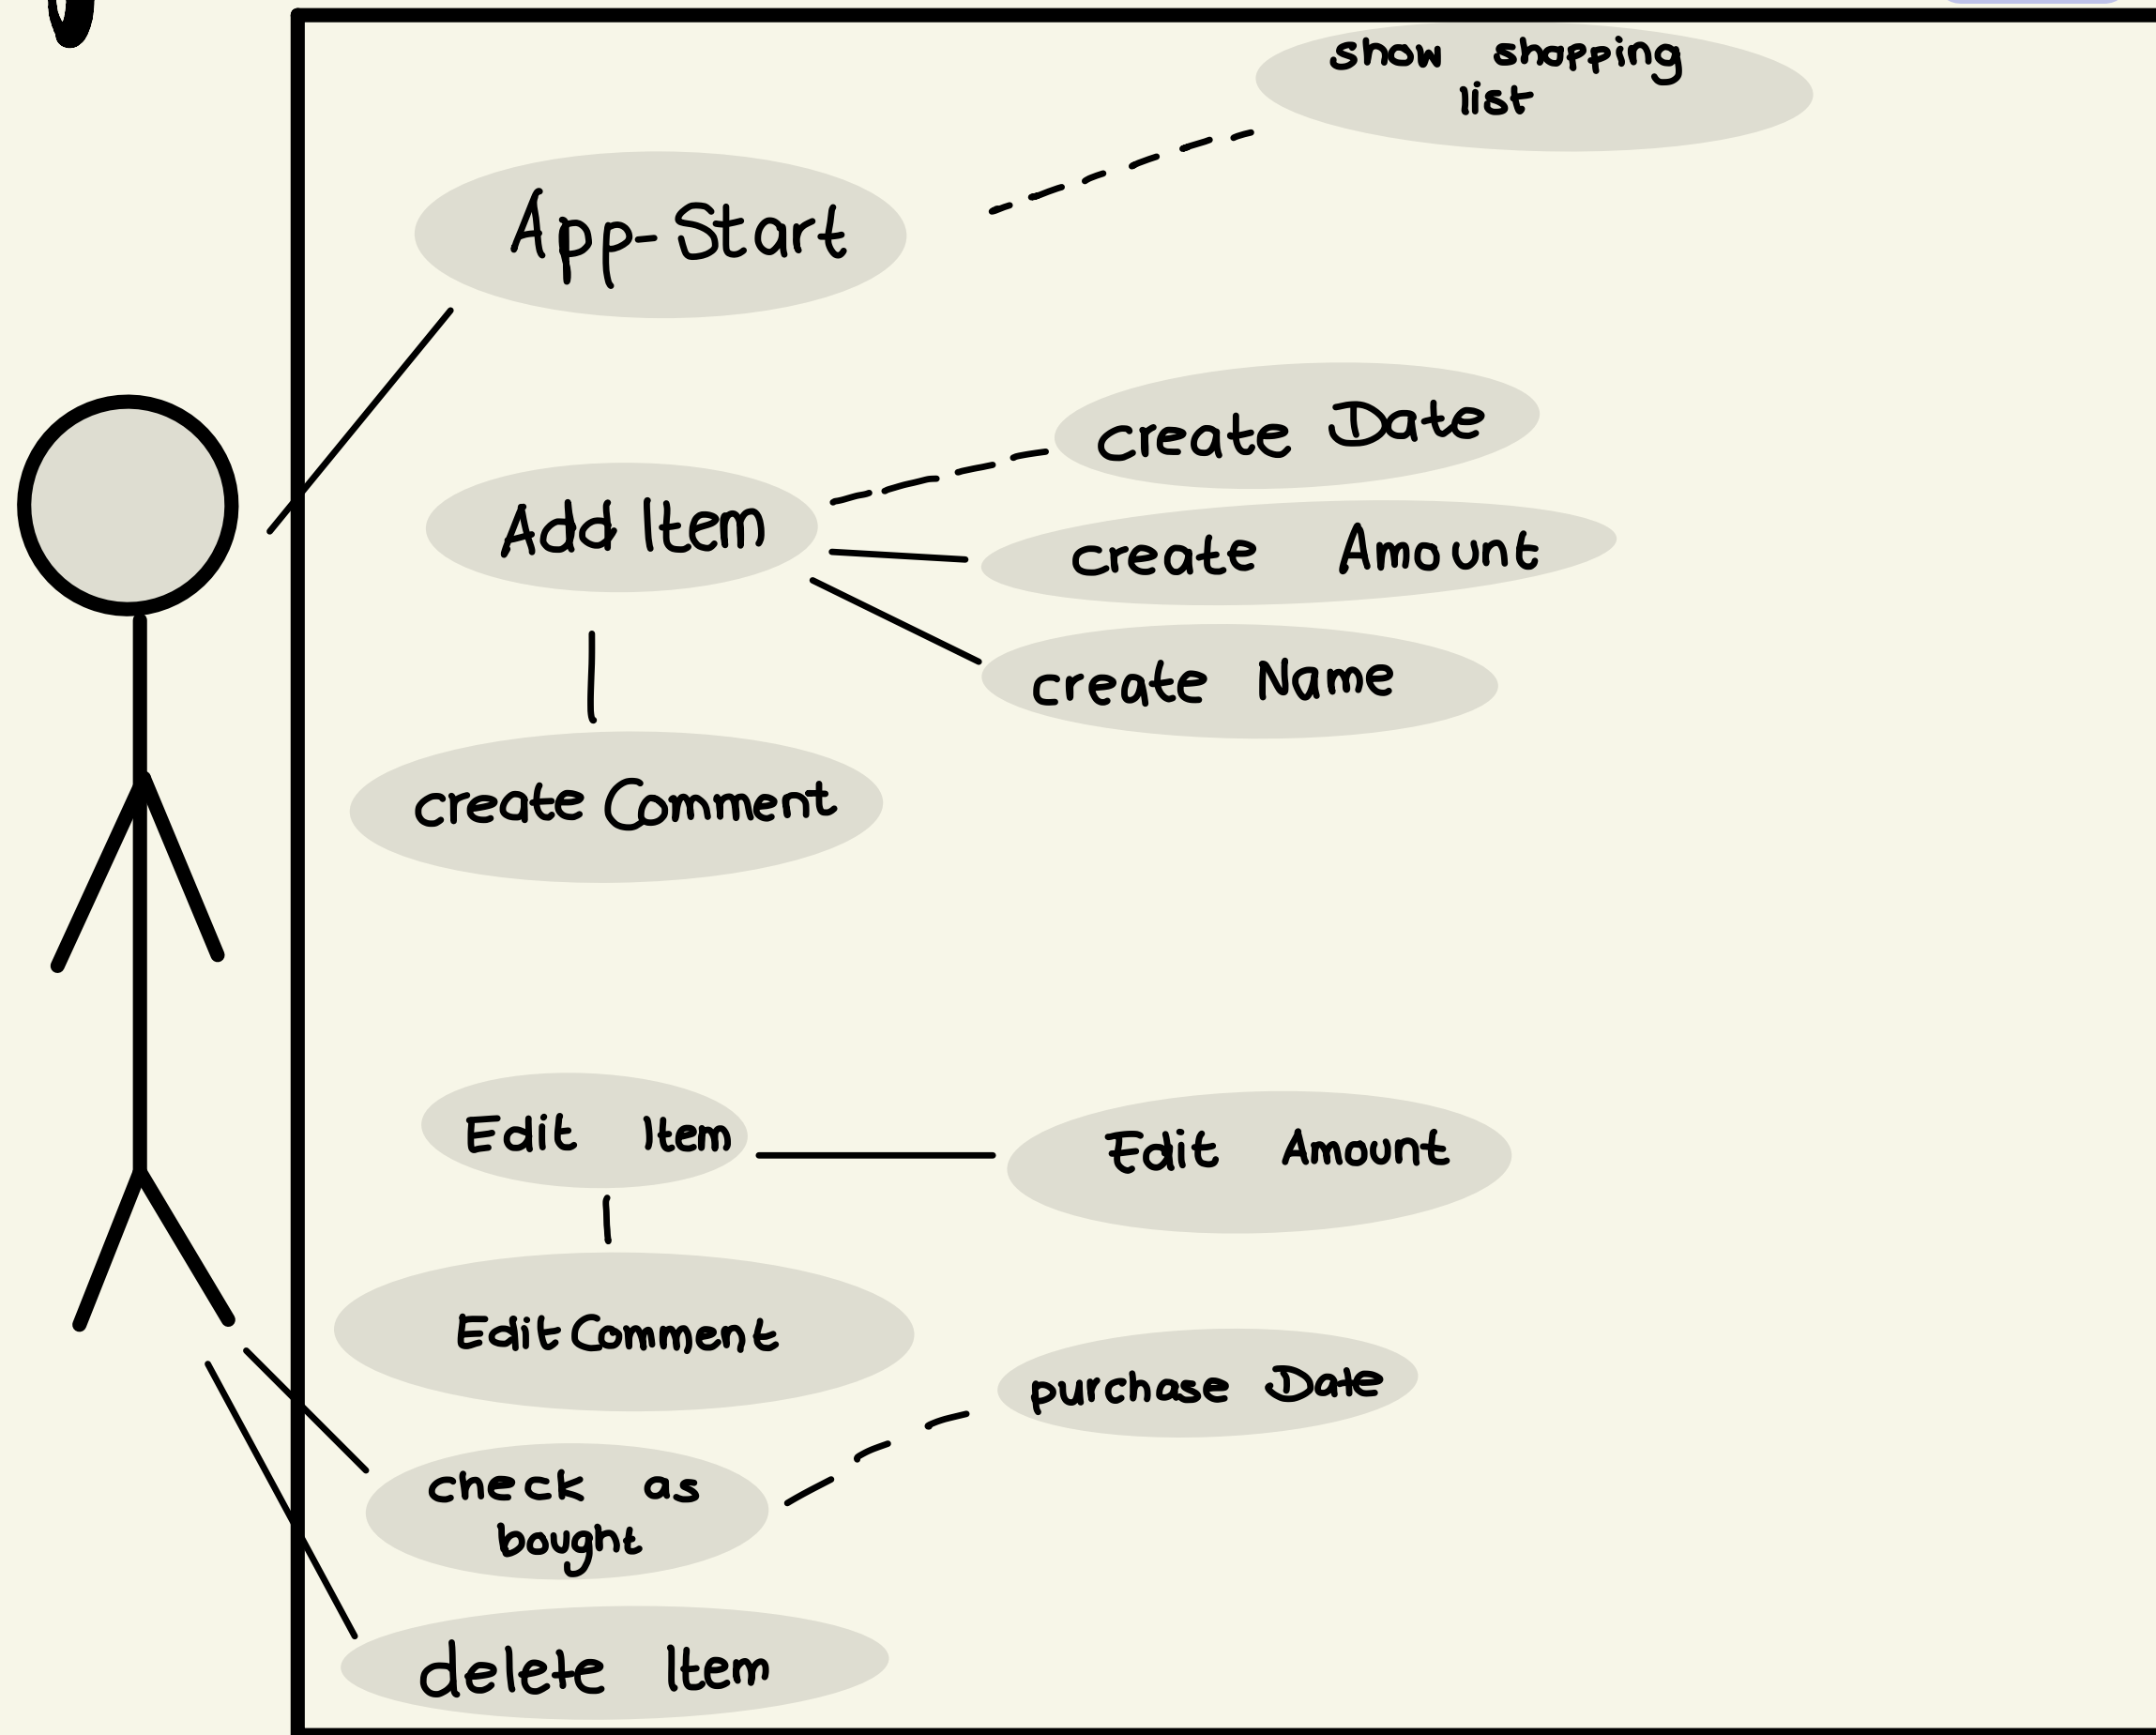 show shopping
list
App-Start
create Date
Add Item
create Amount
create Name
create Comment
Edit Item
Edit Amount
Edit Comment
purchase Date
check as
bought
delete Item